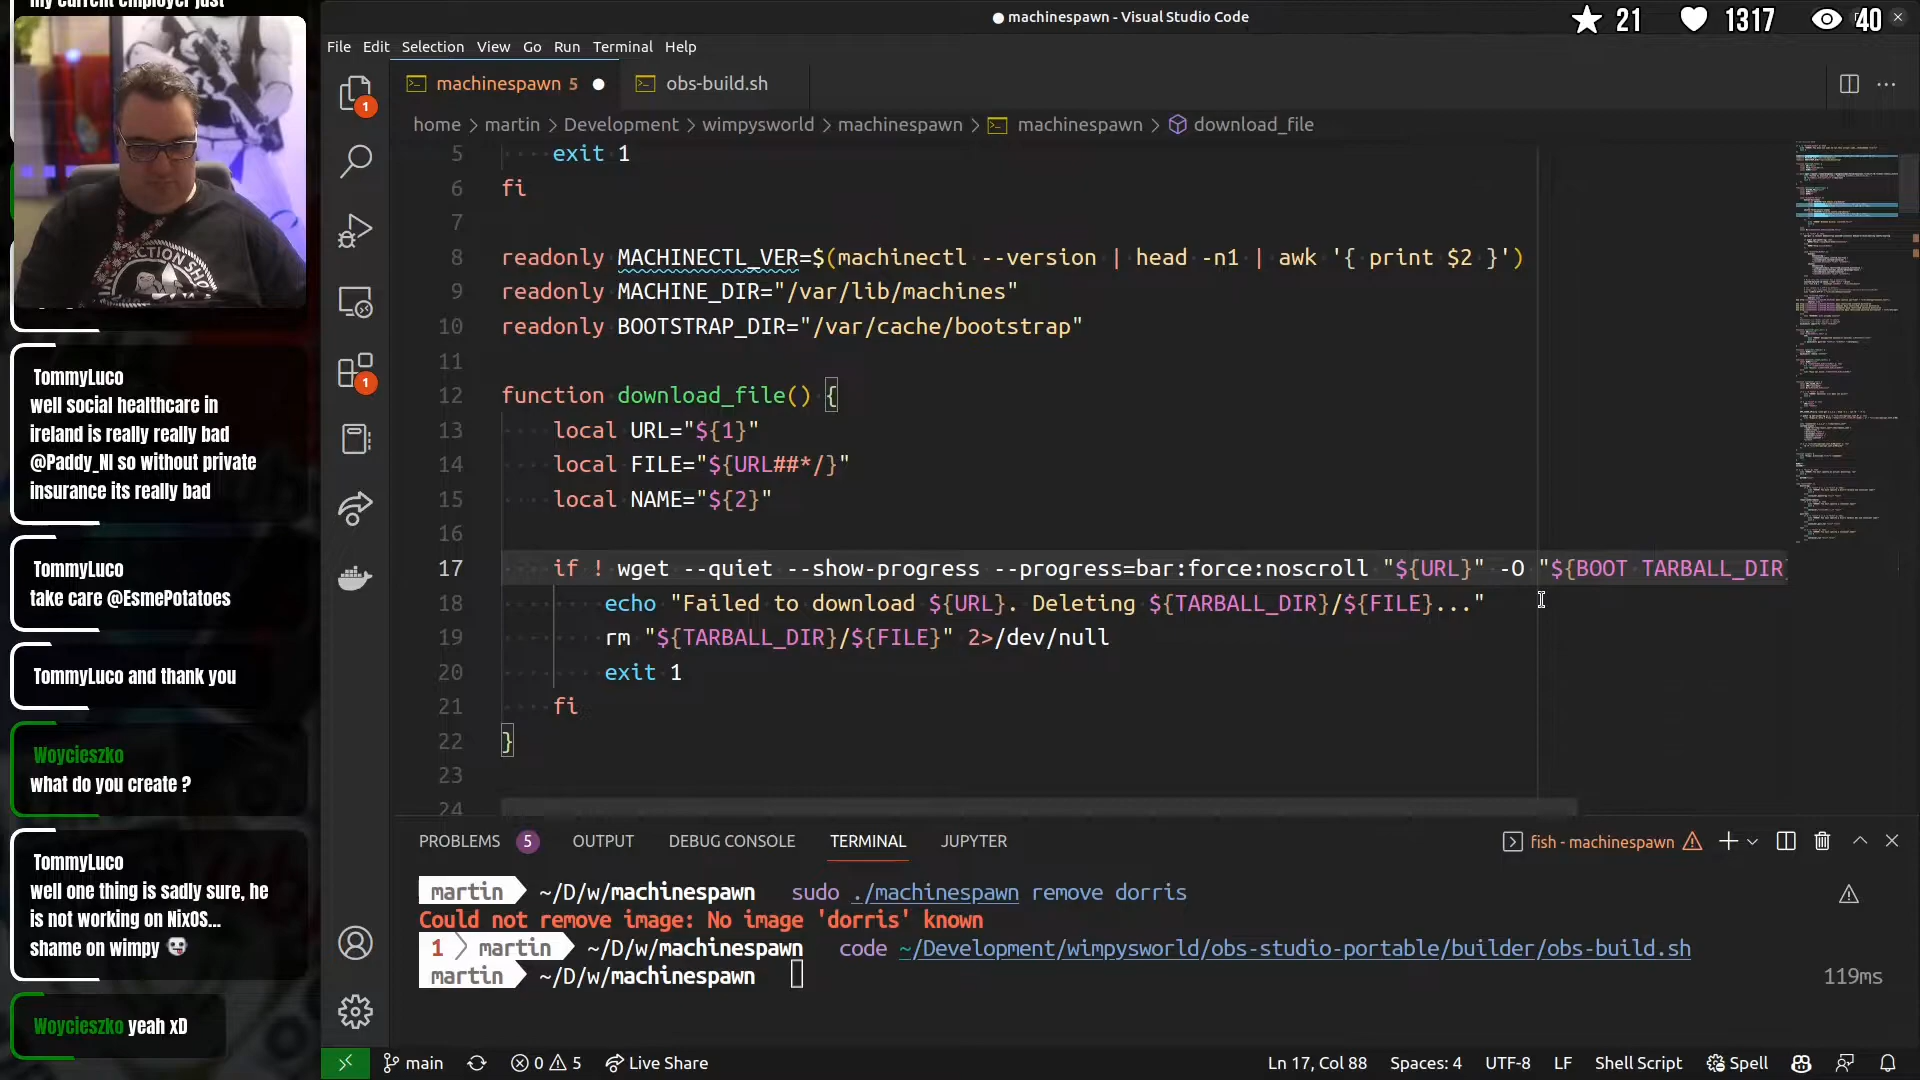 my current employer just
machinespawn - Visual Studio Code
21
1317
40
File Edit Selection View Go Run Terminal Help
machinespawn 5
obs-build.sh
home > martin > Development > wimpysworld > machinespawn > machinespawn > download_file
5 exit 1
6 fi
7
8 readonly MACHINECTL_VER=$(machinectl --version | head -n1 | awk '{ print $2 }')
9 readonly MACHINE_DIR="/var/lib/machines"
10 readonly BOOTSTRAP_DIR="/var/cache/bootstrap"
11
12 function download_file() {
13 local URL="${1}"
14 local FILE="${URL##*/}"
15 local NAME="${2}"
16
17 if ! wget --quiet --show-progress --progress=bar:force:noscroll "${URL}" -O "${BOOT TARBALL_DIR}
18 echo "Failed to download ${URL}. Deleting ${TARBALL_DIR}/${FILE}..."
19 rm "${TARBALL_DIR}/${FILE}" 2>/dev/null
20 exit 1
21 fi
22 }
23
24
TommyLuco
well social healthcare in
ireland is really really bad
@Paddy_NI so without private
insurance its really bad
TommyLuco
take care @EsmePotatoes
TommyLuco and thank you
Woycieszko
what do you create ?
TommyLuco
well one thing is sadly sure, he
is not working on NixOS...
shame on wimpy
Woycieszko yeah xD
PROBLEMS 5 OUTPUT DEBUG CONSOLE TERMINAL JUPYTER
fish - machinespawn
martin ~/D/w/machinespawn sudo ./machinespawn remove dorris
Could not remove image: No image 'dorris' known
1 martin ~/D/w/machinespawn code ~/Development/wimpysworld/obs-studio-portable/builder/obs-build.sh
martin ~/D/w/machinespawn 119ms
main 0 5 Live Share Ln 17, Col 88 Spaces: 4 UTF-8 LF Shell Script Spell